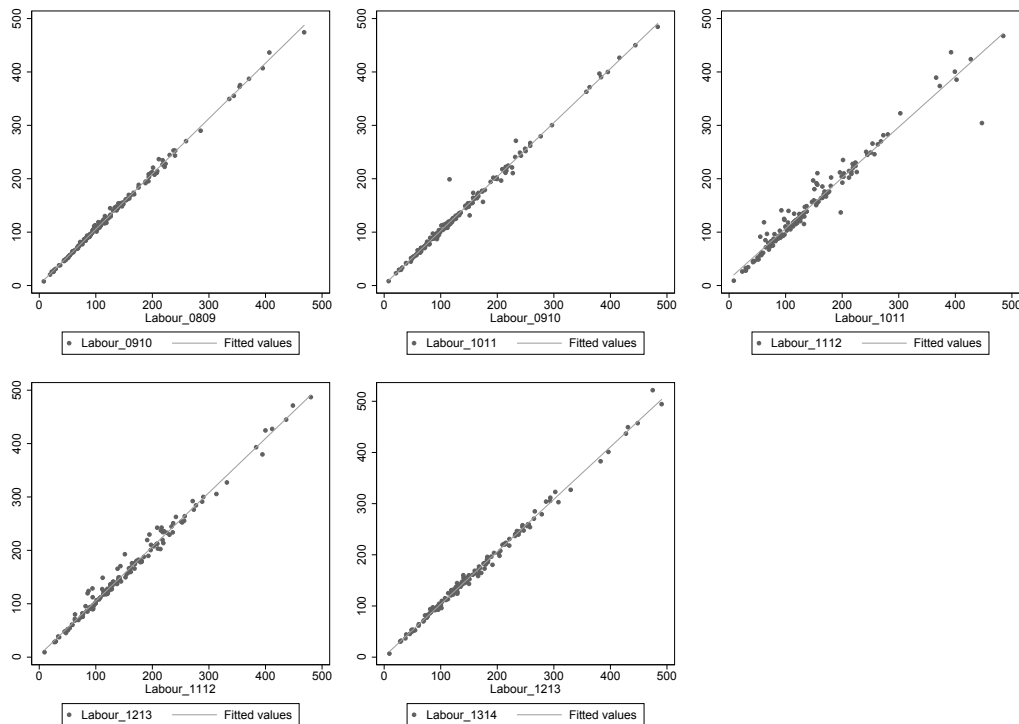 500
400
300
200
100
0
0 100 200 300 400 500
Labour_0809
Labour_0910 Fitted values
500
400
300
200
100
0
0 100 200 300 400 500
Labour_0910
Labour_1011 Fitted values
500
400
300
200
100
0
0 100 200 300 400 500
Labour_1011
Labour_1112 Fitted values
500
400
300
200
100
0
0 100 200 300 400 500
Labour_1112
Labour_1213 Fitted values
500
400
300
200
100
0
0 100 200 300 400 500
Labour_1213
Labour_1314 Fitted values